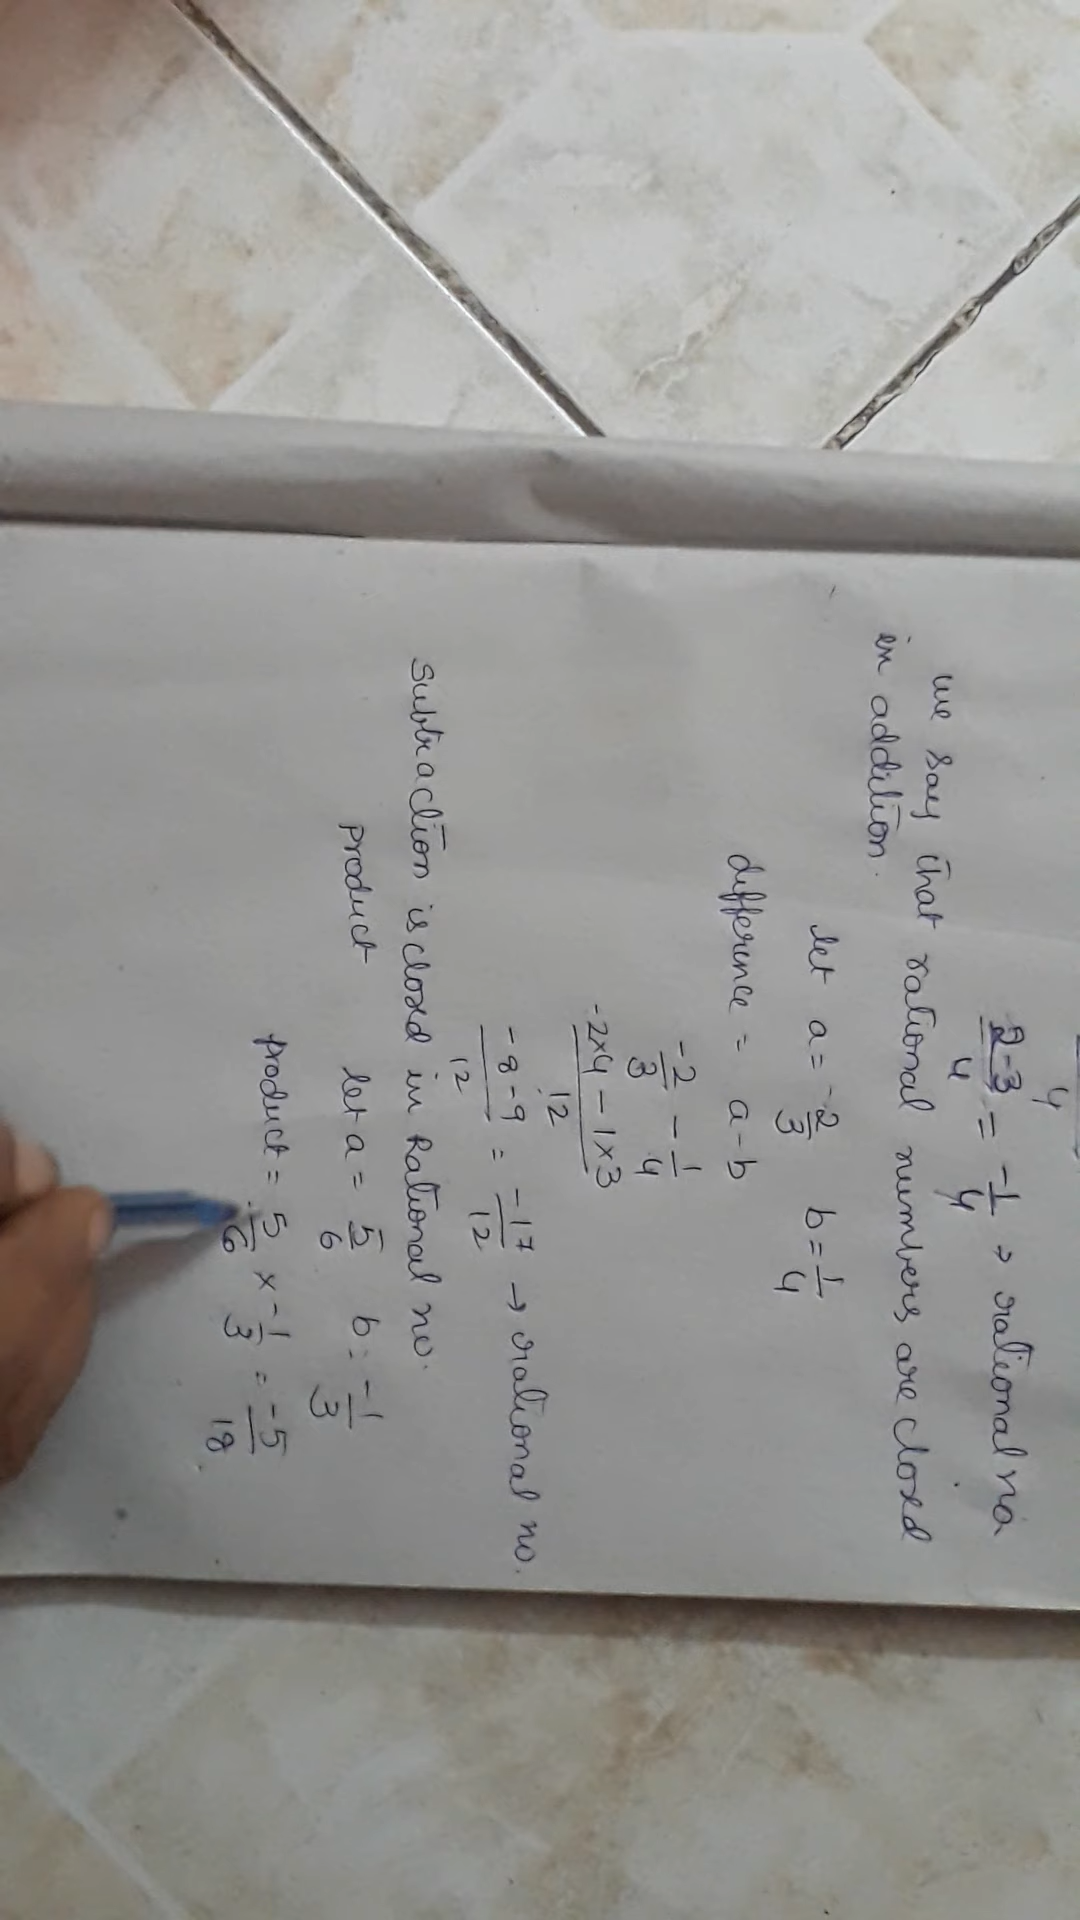 4
2-3/4 = -1/4 → rational no
we say that rational numbers are closed
in addition.
let a = -2/3 b = 1/4
difference = a-b
-2/3 - 1/4
-2×4 - 1×3/12
-8-9/12 = -17/12 → rational no.
Subtraction is closed in Rational no.
product let a = 5/6 b = -1/3
product = 5/6 × -1/3 = -5/18